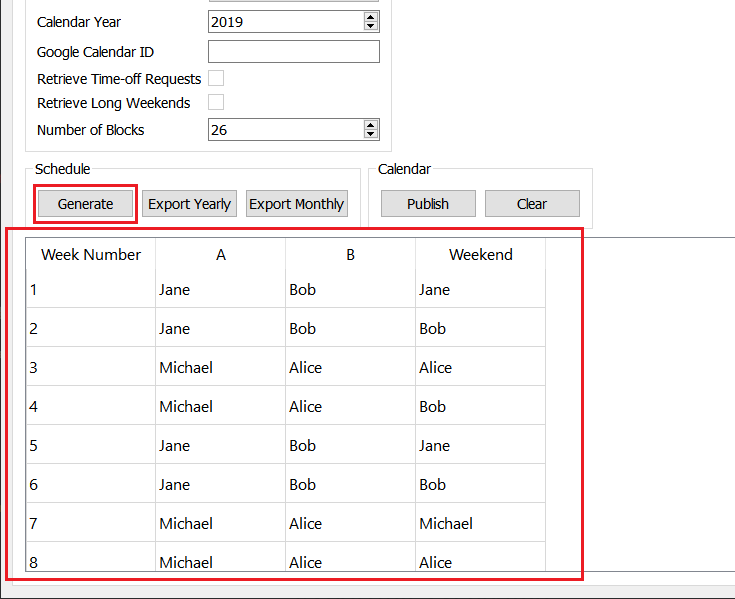 Calendar Year 2019
Google Calendar ID
Retrieve Time-off Requests
Retrieve Long Weekends
Number of Blocks 26
Schedule Calendar
Generate Export Yearly Export Monthly Publish Clear
Week Number A B Weekend
1 Jane Bob Jane
2 Jane Bob Bob
3 Michael Alice Alice
4 Michael Alice Bob
5 Jane Bob Jane
6 Jane Bob Bob
7 Michael Alice Michael
8 Michael Alice Alice